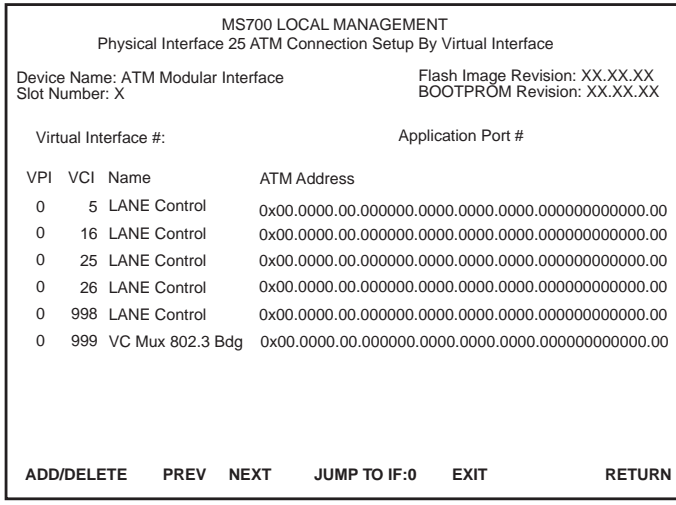 MS700 LOCAL MANAGEMENT
Physical Interface 25 ATM Connection Setup By Virtual Interface
Device Name: ATM Modular Interface Flash Image Revision: XX.XX.XX
Slot Number: X BOOTPROM Revision: XX.XX.XX
Virtual Interface #: Application Port #
VPI VCI Name ATM Address
0 5 LANE Control 0x00.0000.00.000000.0000.0000.0000.000000000000.00
0 16 LANE Control 0x00.0000.00.000000.0000.0000.0000.000000000000.00
0 25 LANE Control 0x00.0000.00.000000.0000.0000.0000.000000000000.00
0 26 LANE Control 0x00.0000.00.000000.0000.0000.0000.000000000000.00
0 998 LANE Control 0x00.0000.00.000000.0000.0000.0000.000000000000.00
0 999 VC Mux 802.3 Bdg 0x00.0000.00.000000.0000.0000.0000.000000000000.00
ADD/DELETE PREV NEXT JUMP TO IF:0 EXIT RETURN